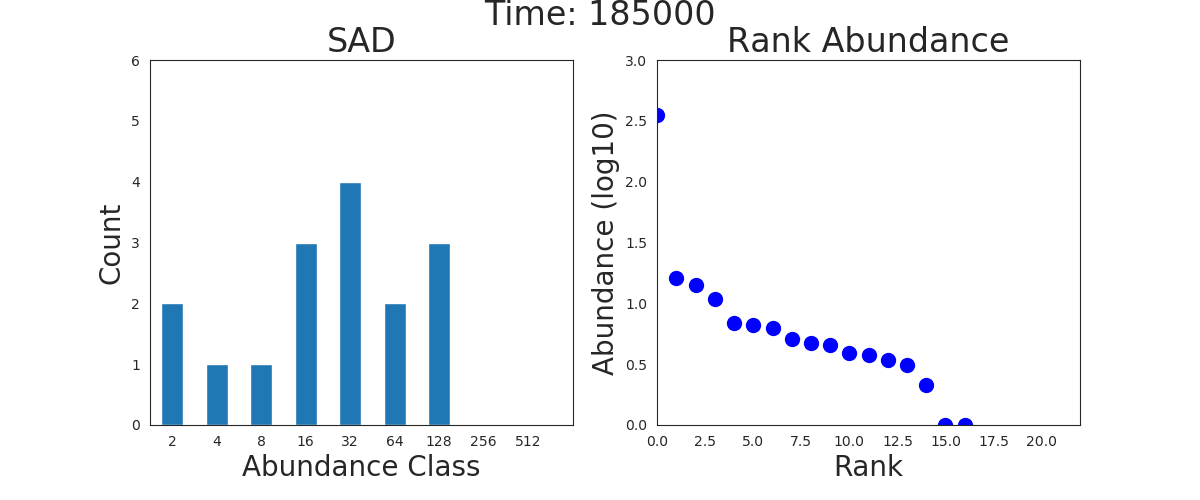 Time: 185000
SAD
Rank Abundance
6
5
4
3
2
1
0
Count
2 4 8 16 32 64 128 256 512
Abundance Class
3.0
2.5
2.0
1.5
1.0
0.5
0.0
Abundance (log10)
0.0 2.5 5.0 7.5 10.0 12.5 15.0 17.5 20.0
Rank